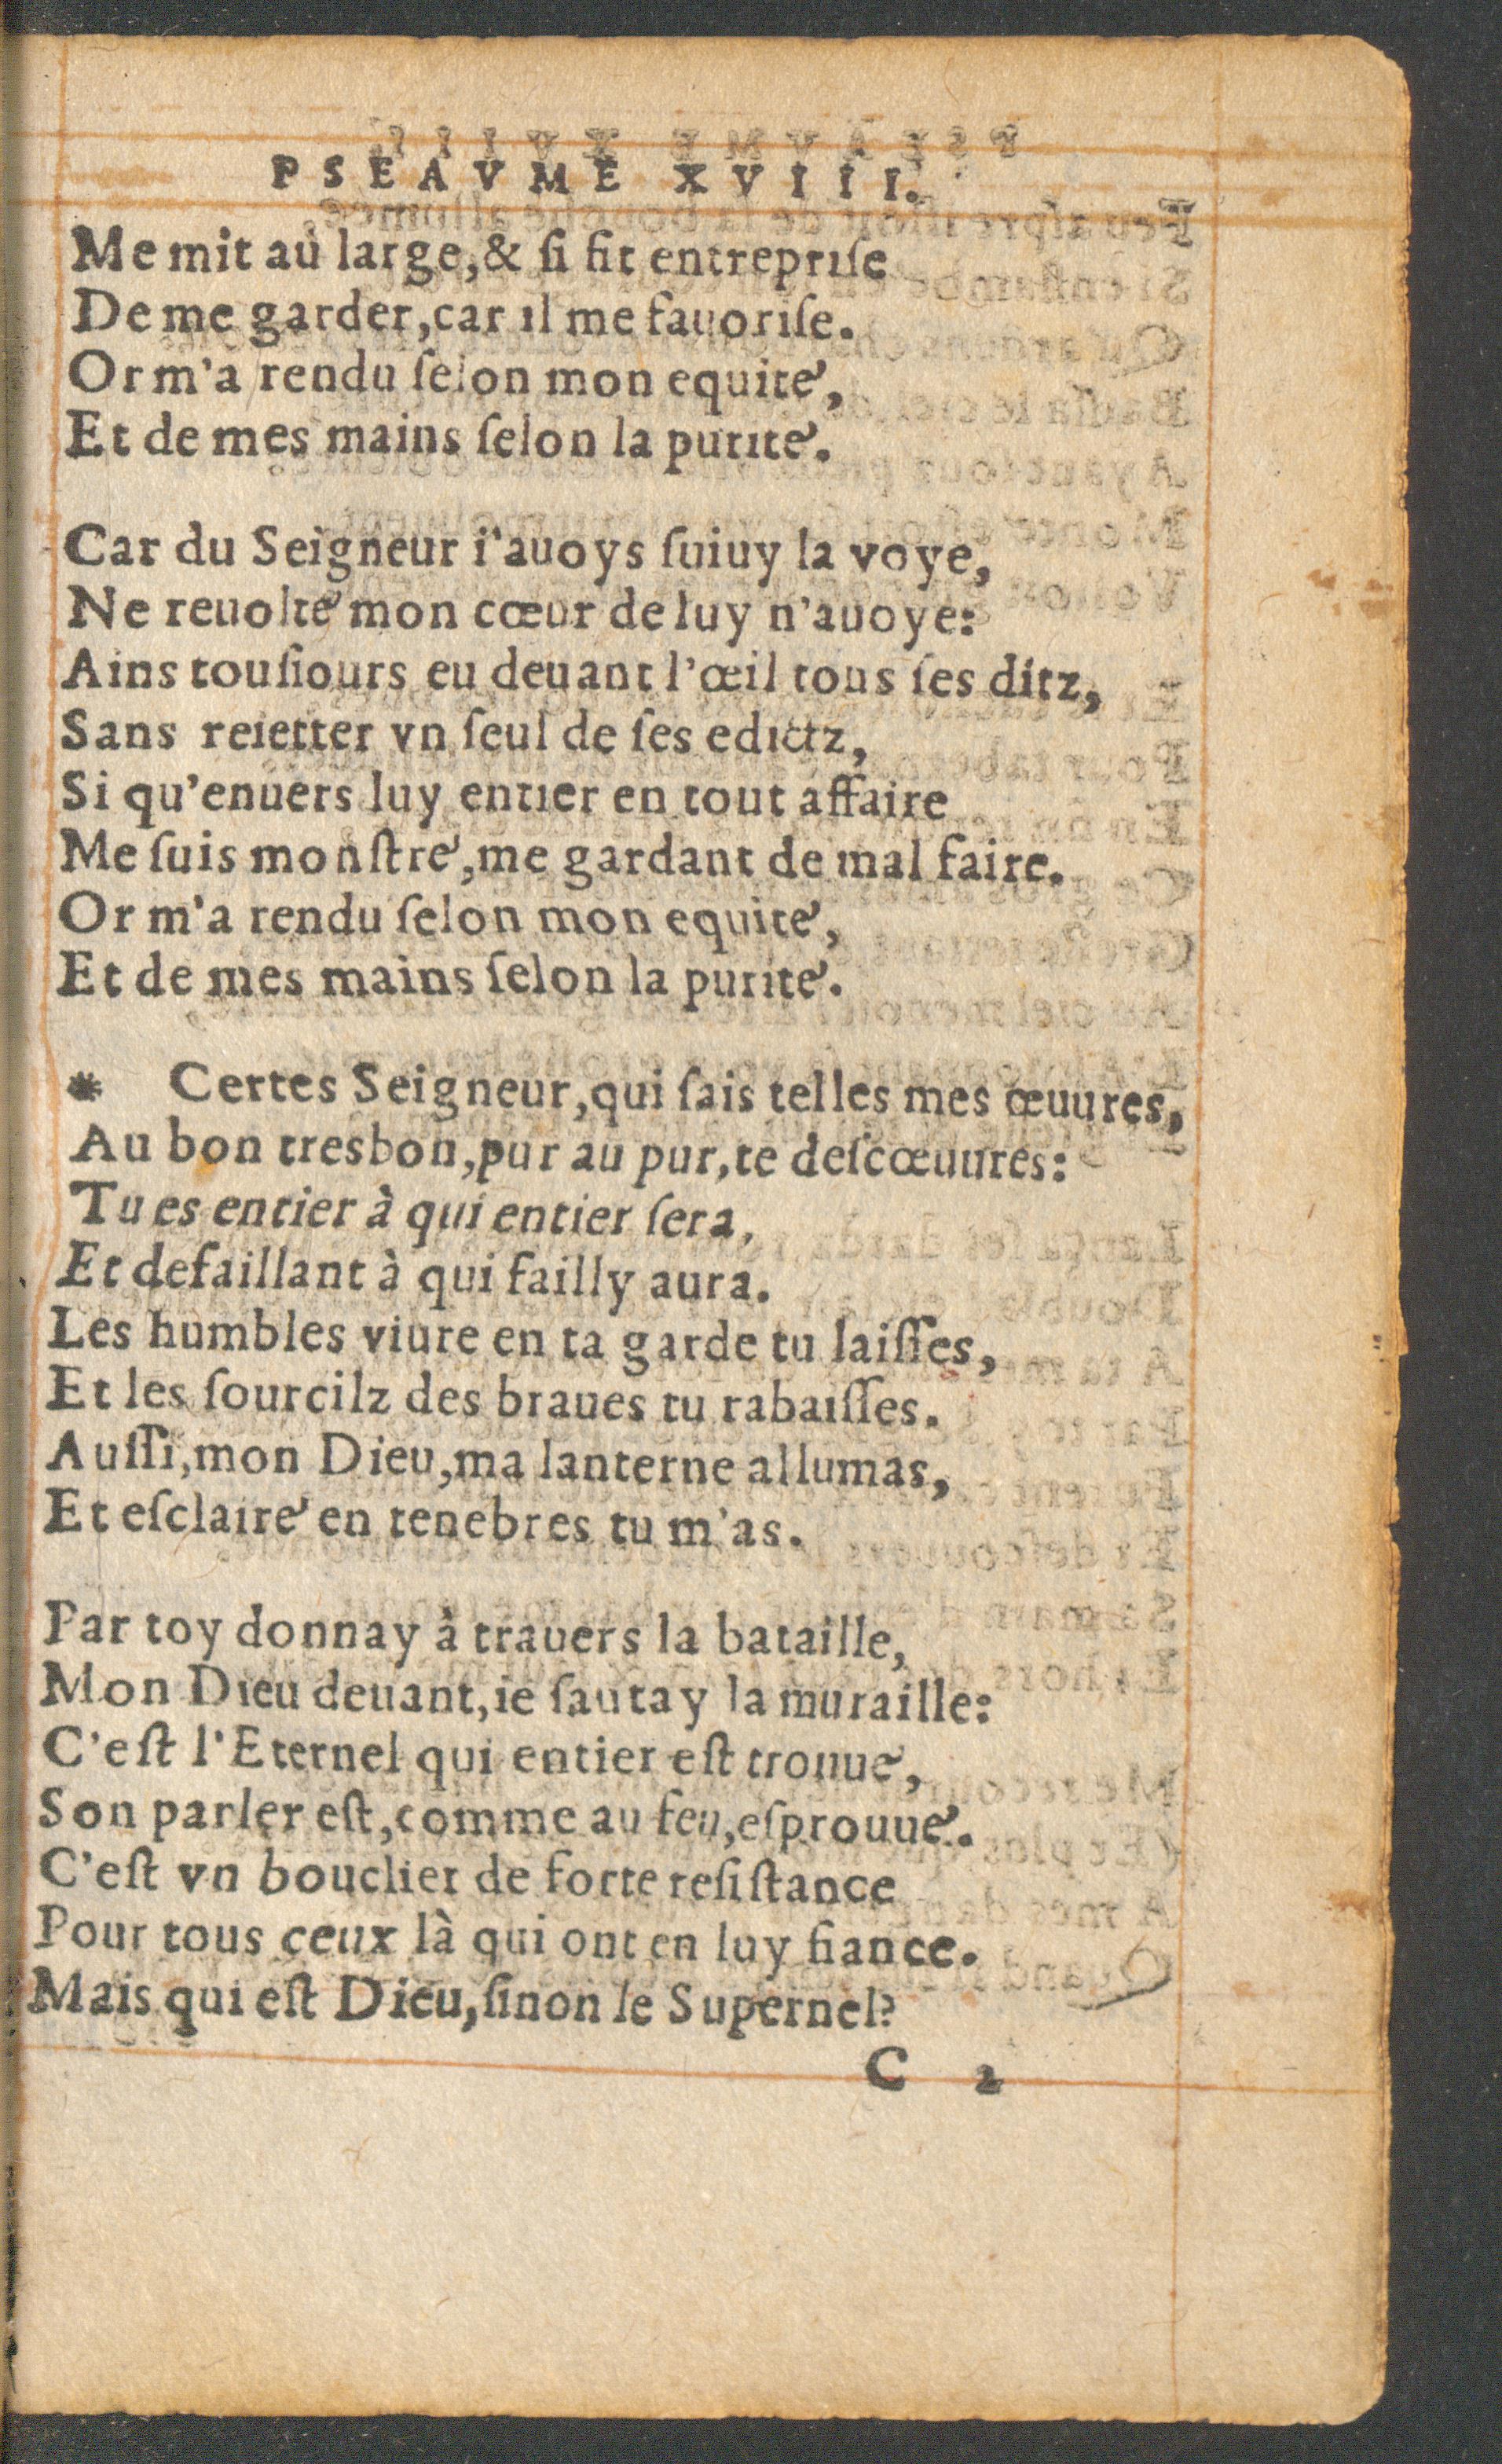 PSEAVME XVIII.
Me mit au large,& ſi fit entrepriſe
De me garder,car il me fauoriſe.
Or m'a rendu ſelon mon equité,
Et de mes mains ſelon la purité.
Car du Seigneur i'auoys ſuiuy la voye,
Ne reuolté mon cœur de luy n'auoye:
Ains touſiours eu deuant l'œil tous ſes ditz,
Sans reietter vn ſeul de ſes edictz,
Si qu'enuers luy entier en tout affaire
Me ſuis monſtré,me gardant de mal faire.
Or m'a rendu ſelon mon equité,
Et de mes mains ſelon la purité.
* Certes Seigneur,qui ſais telles mes œuures,
Au bon tresbon,pur au pur,te deſcœuures:
Tu es entier à qui entier ſera,
Et defaillant à qui failly aura.
Les humbles viure en ta garde tu laiſſes,
Et les ſourcilz des braues tu rabaiſſes.
Auſſi,mon Dieu,ma lanterne allumas,
Et eſclairé en tenebres tu m'as.
Par toy donnay à trauers la bataille,
Mon Dieu deuant,ie ſautay la muraille:
C'eſt l'Eternel qui entier eſt trouué,
Son parler eſt,comme au feu,eſprouué.
C'eſt vn bouclier de forte reſiſtance
Pour tous ceux là qui ont en luy fiance.
Mais qui eſt Dieu,ſinon le Supernel?
C 2